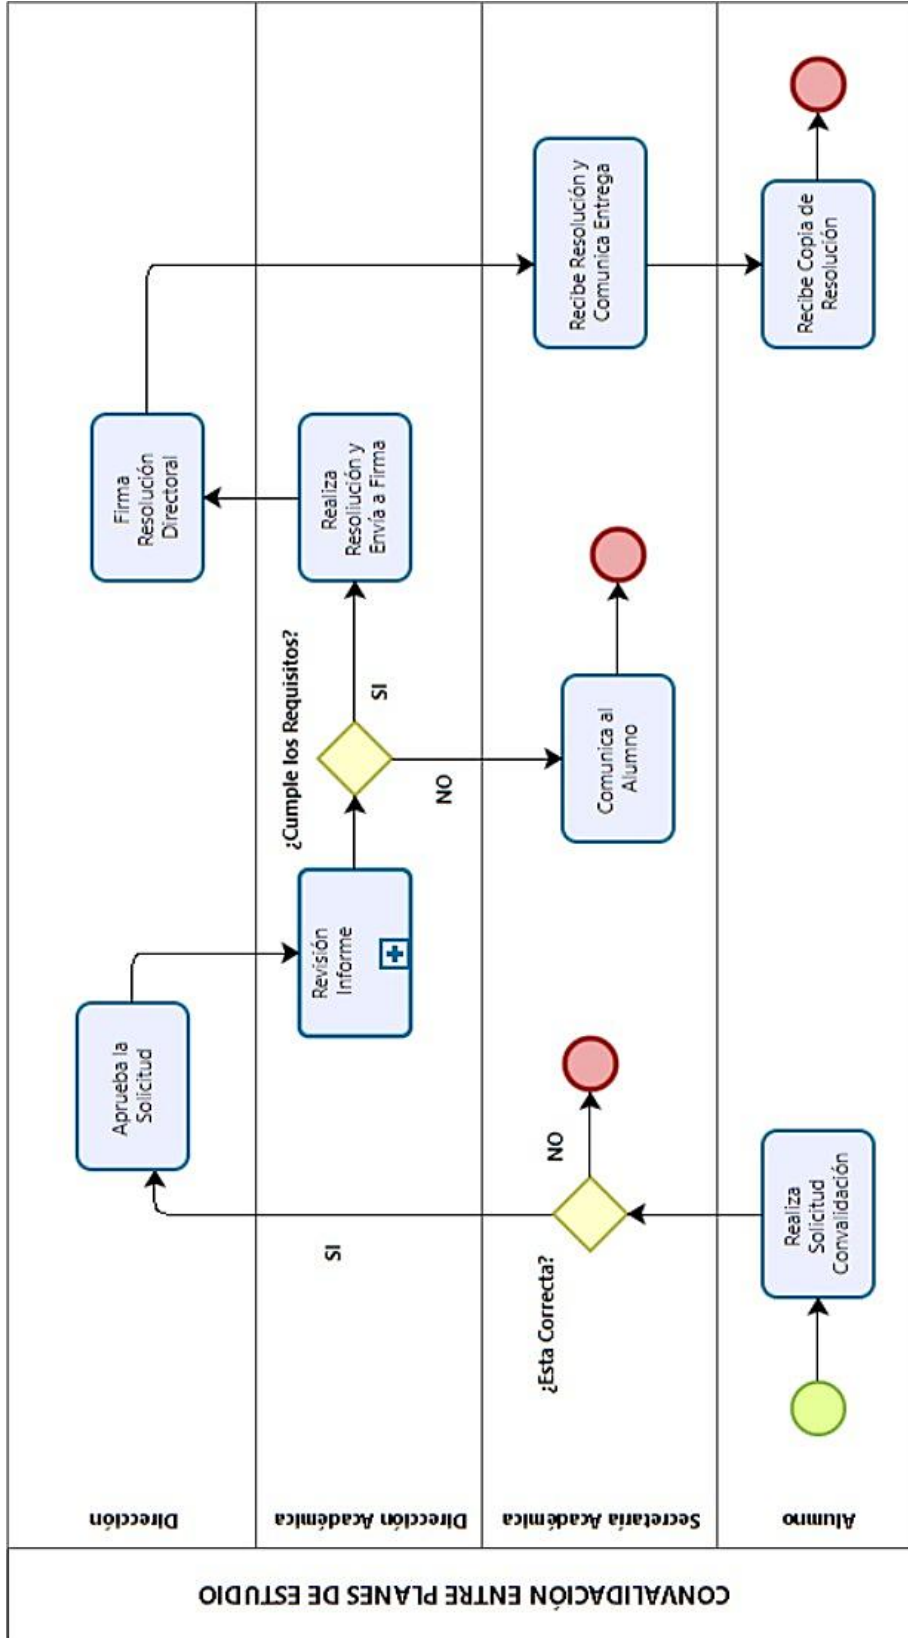 CONVALIDACIÓN ENTRE PLANES DE ESTUDIO
Dirección
Aprueba la
Solicitud
Firma
Resolución
Directoral
SI
Dirección Académica
Revisión
Informe
¿Cumple los Requisitos?
SI
NO
Realiza
Resoliución y
Envía a Firma
Secretaría Académica
¿Esta Correcta?
NO
Comunica al
Alumno
Recibe Resolución y
Comunica Entrega
Alumno
Realiza
Solicitud
Convalidación
Recibe Copia de
Resolución